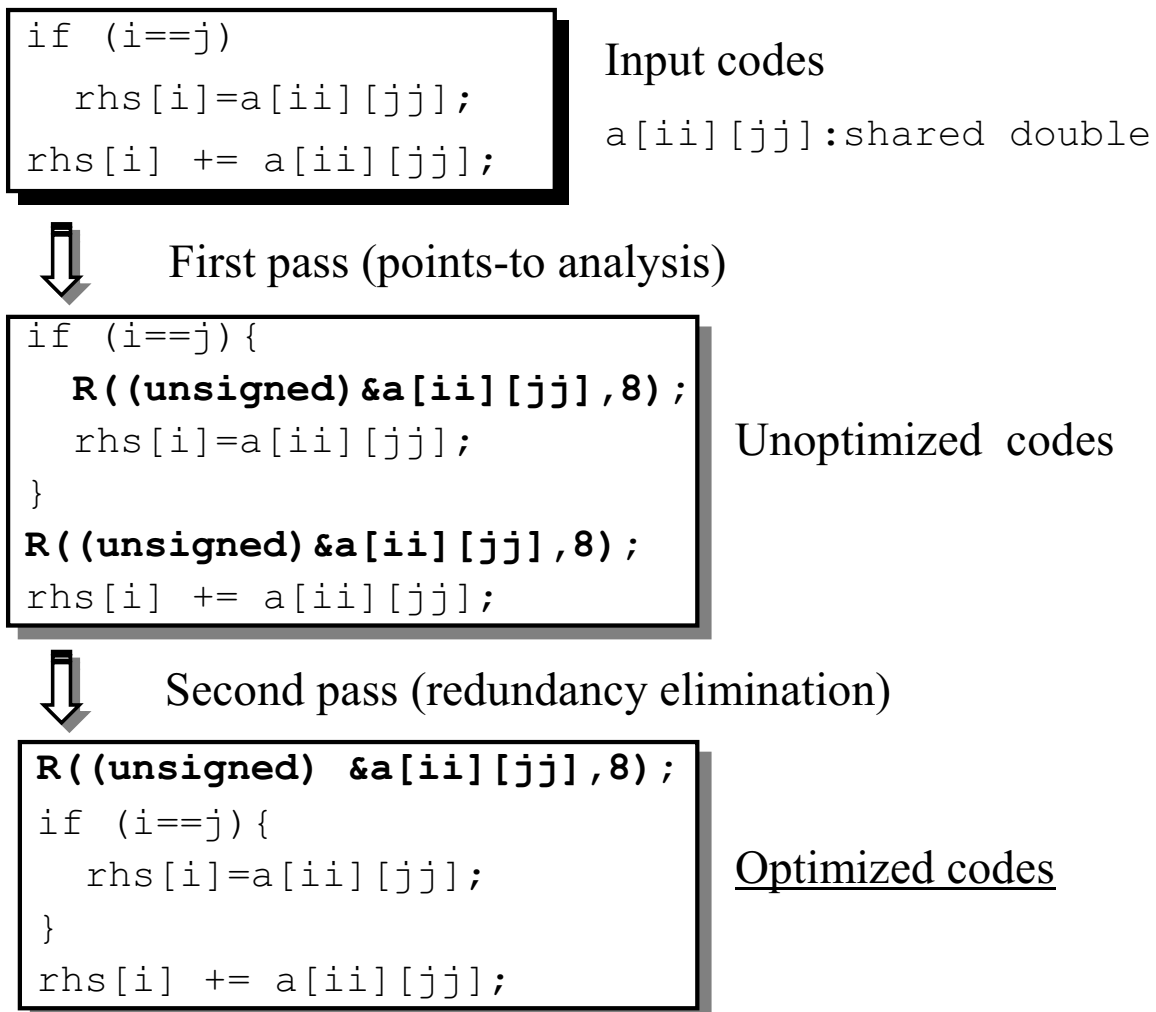 if (i==j)
rhs[i]=a[ii][jj];
rhs[i] += a[ii][jj];
Input codes
a[ii][jj]:shared double
First pass (points-to analysis)
if (i==j){
R((unsigned)&a[ii][jj],8);
rhs[i]=a[ii][jj];
}
R((unsigned)&a[ii][jj],8);
rhs[i] += a[ii][jj];
Unoptimized codes
Second pass (redundancy elimination)
R((unsigned) &a[ii][jj],8);
if (i==j){
rhs[i]=a[ii][jj];
}
rhs[i] += a[ii][jj];
Optimized codes